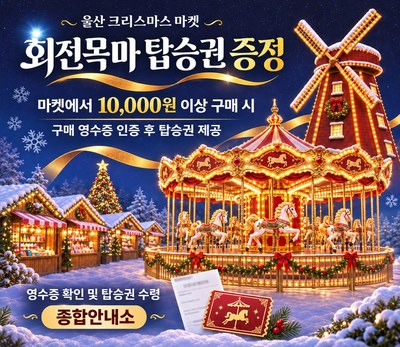 울산 크리스마스 마켓
회전목마 탑승권 증정
마켓에서 10,000원 이상 구매 시
구매 영수증 인증 후 탑승권 제공
영수증 확인 및 탑승권 수령
종합안내소